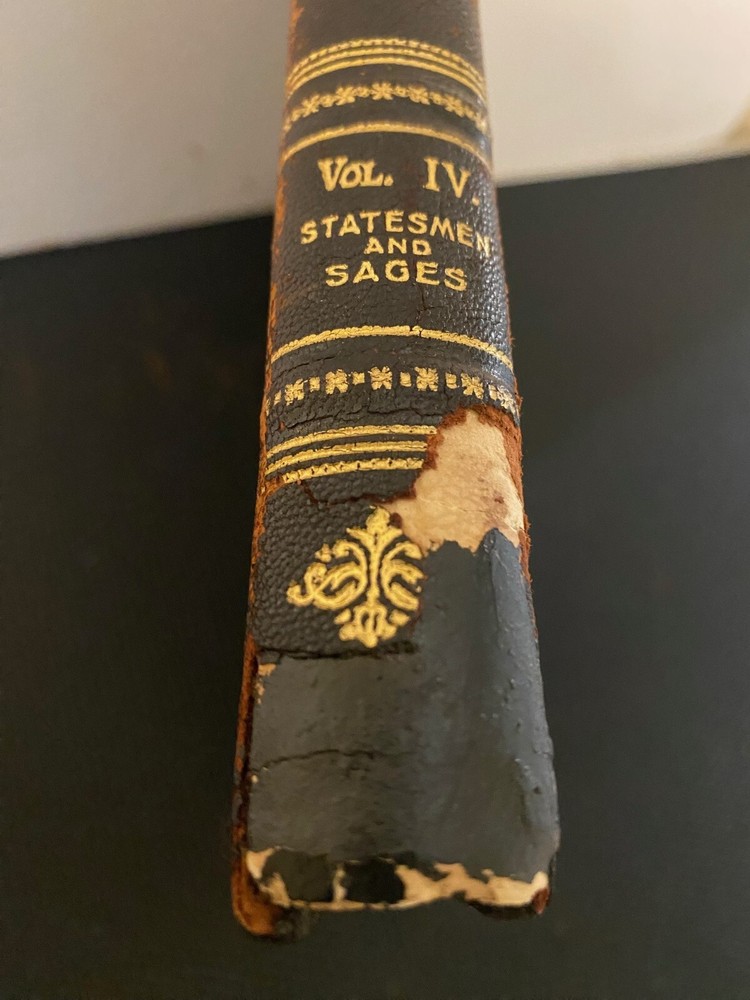 VOL. IV.
STATESMEN
AND
SAGES